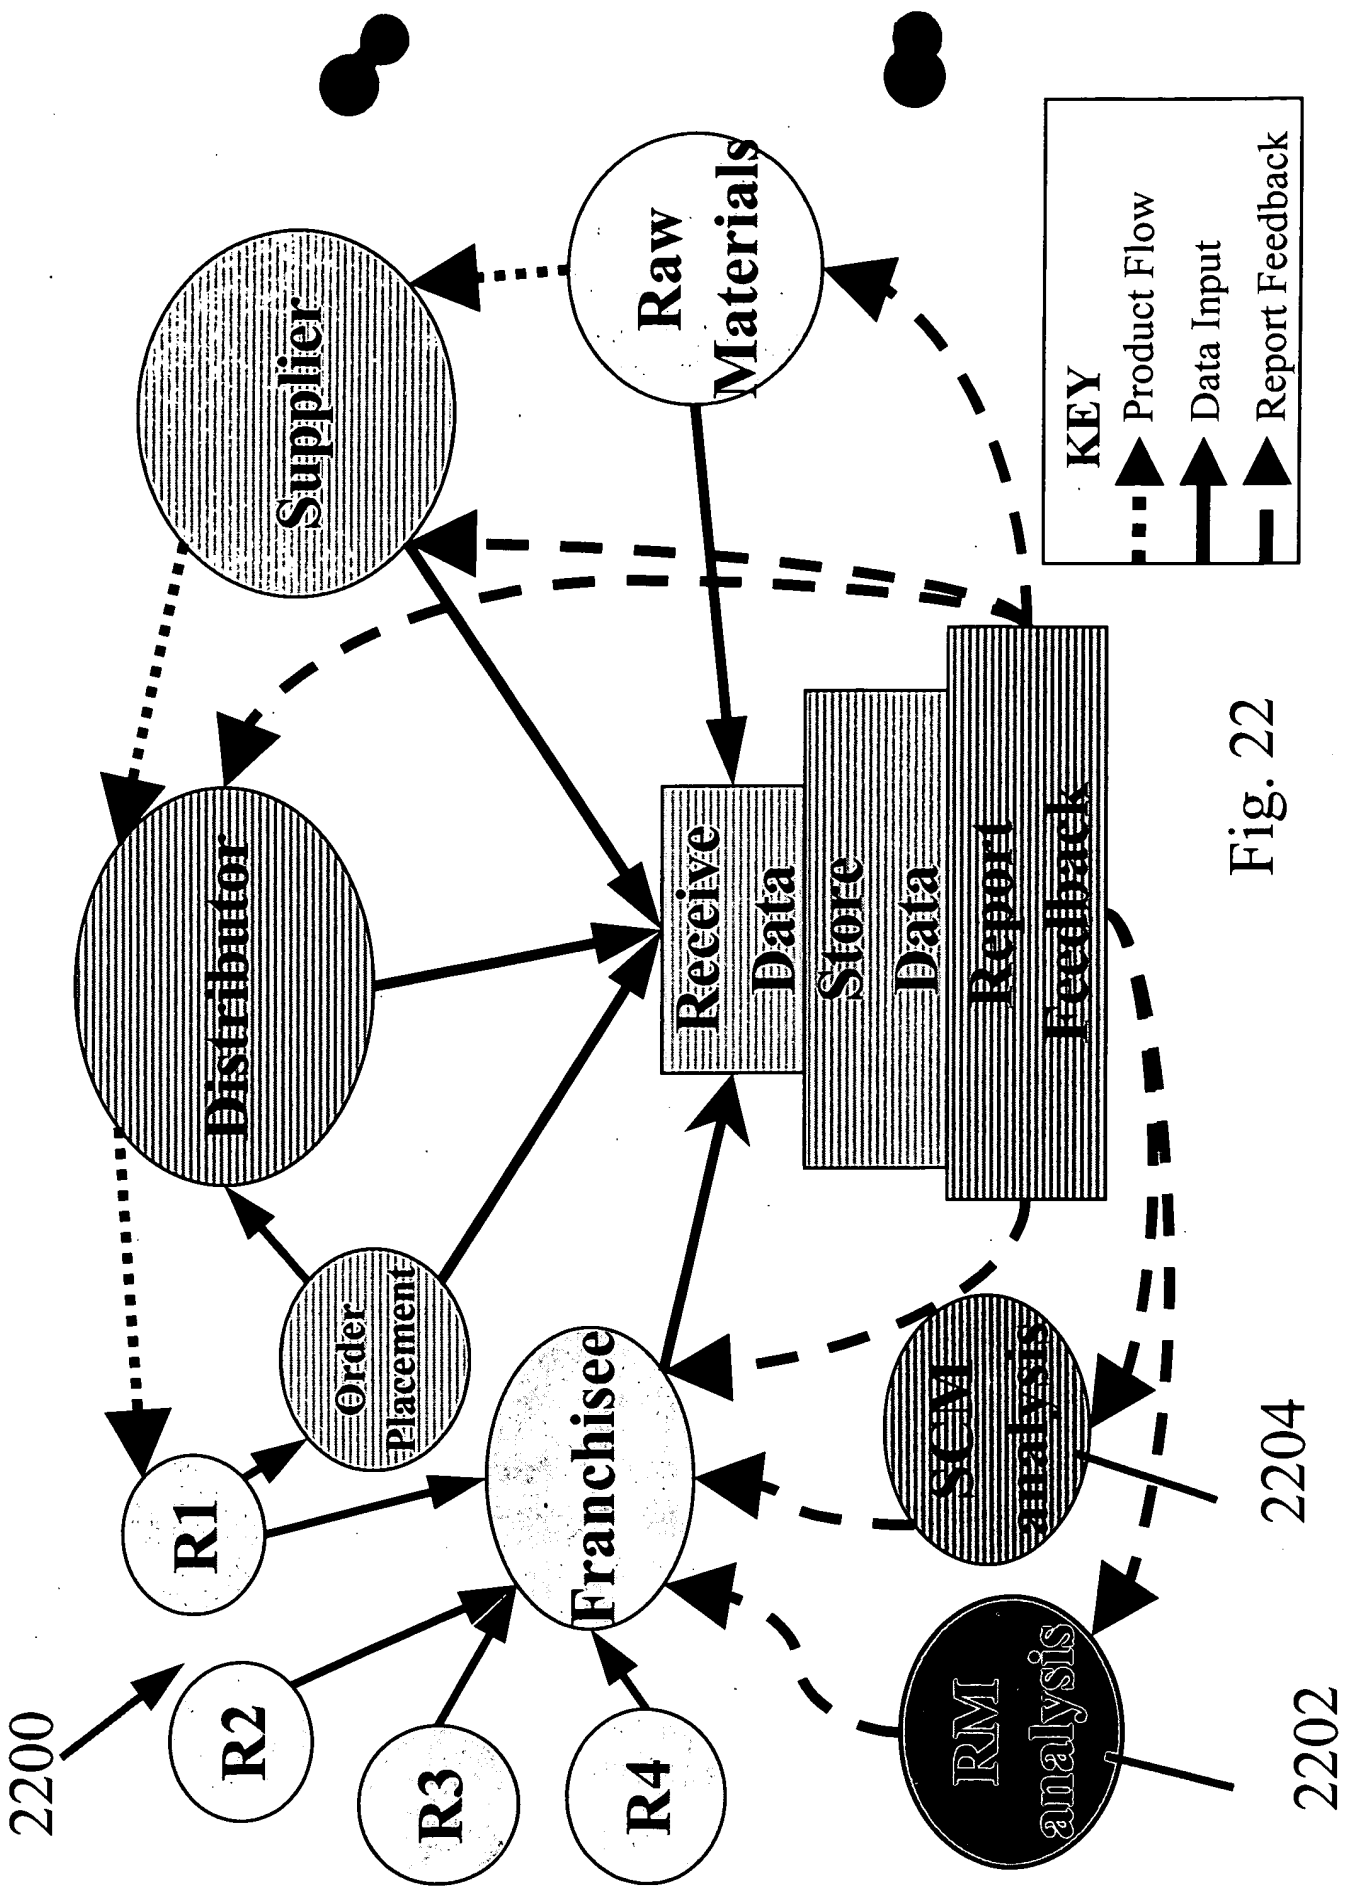 2200
R1
R2
R3
R4
Order
Placement
Distributor
Supplier
Franchisee
Raw
Materials
Receive
Data
Store
Data
Report
Feedback
RM
analysis
SCM
analysis
2202
2204
KEY
Product Flow
Data Input
Report Feedback
Fig. 22